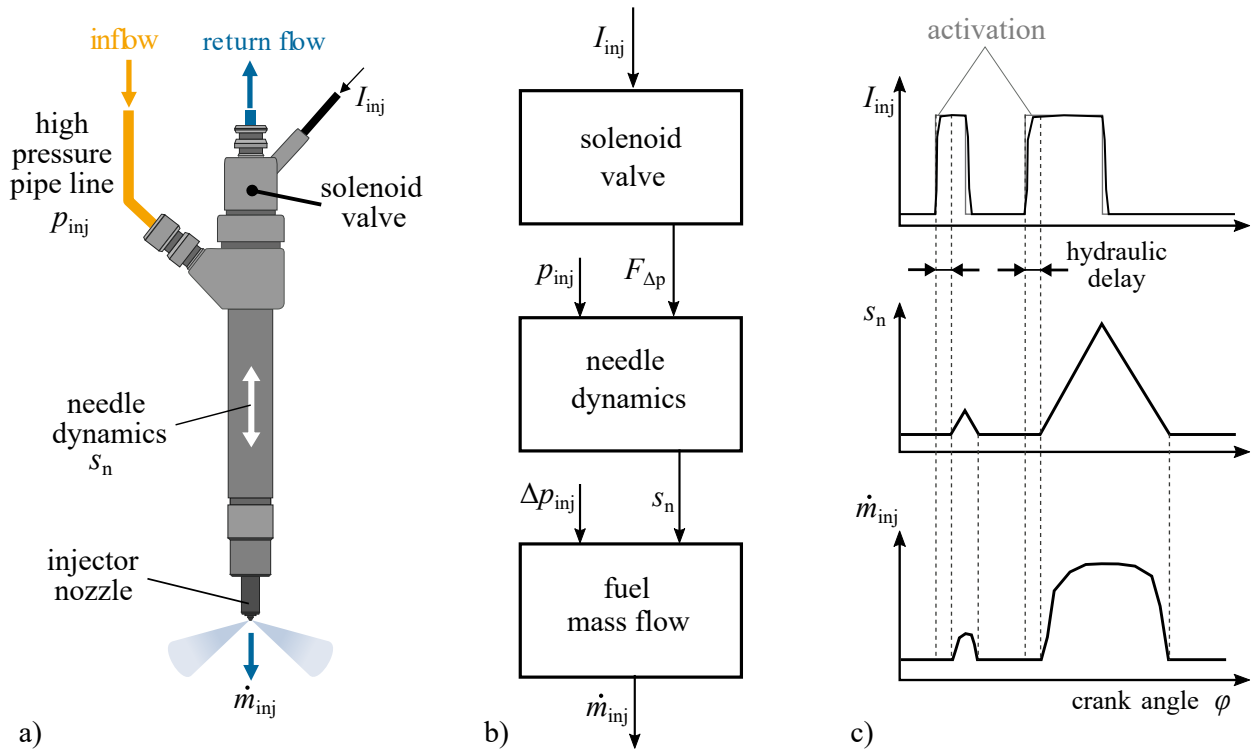 inflow
return flow
I_inj
high
pressure
pipe line
p_inj
solenoid
valve
needle
dynamics
s_n
injector
nozzle
ṁ_inj
a)
I_inj
solenoid
valve
p_inj
F_Δp
needle
dynamics
Δp_inj
s_n
fuel
mass flow
ṁ_inj
b)
activation
I_inj
hydraulic
delay
s_n
ṁ_inj
crank angle φ
c)